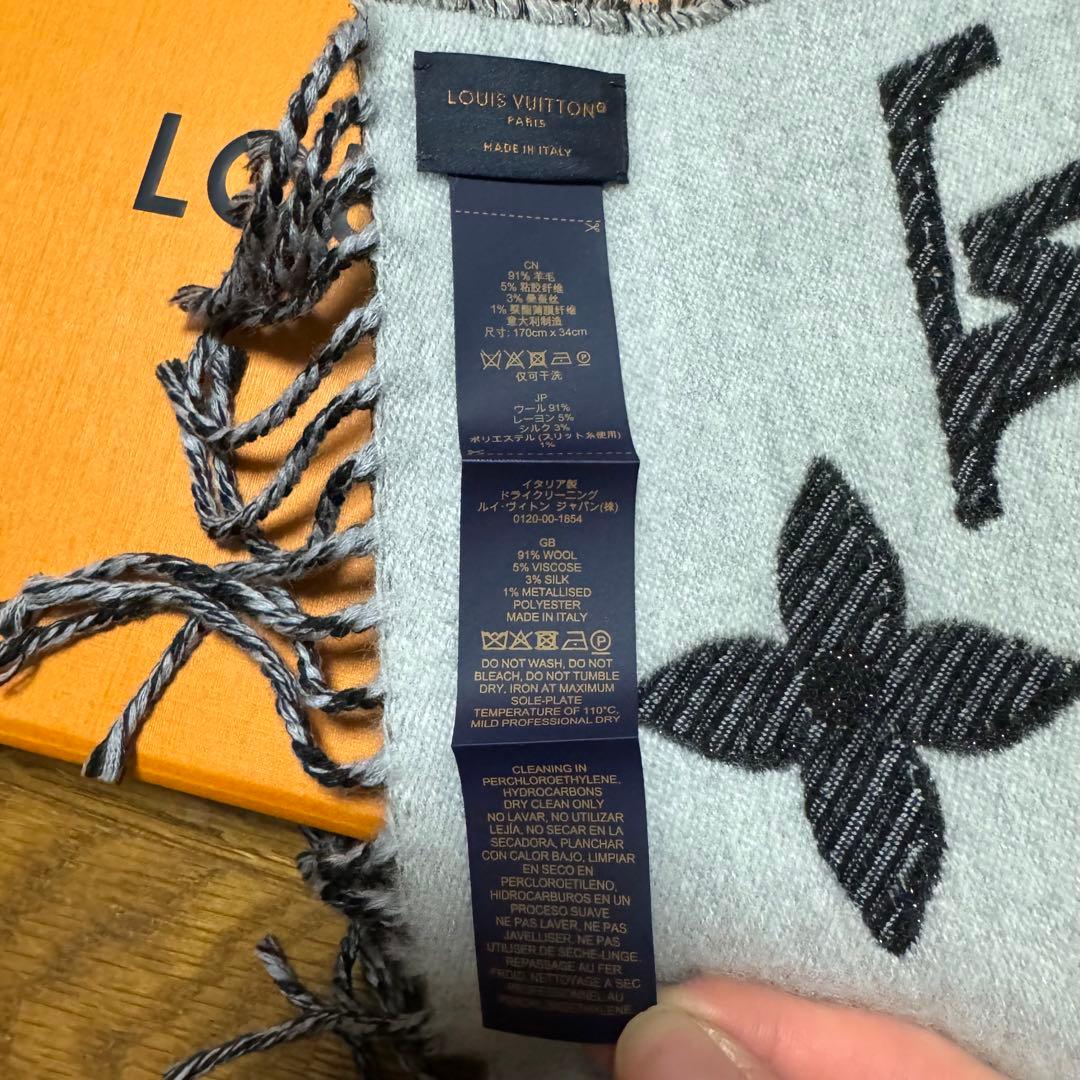 LOUIS VUITTON
PARIS
MADE IN ITALY
CN
91% 羊毛
5% 粘胶纤维
3% 桑蚕丝
1% 聚酯薄膜纤维
意大利制造
尺寸: 170cm x 34cm
仅可干洗
JP
ウール 91%
レーヨン 5%
シルク 3%
ポリエステル (スリット糸使用)
1%
イタリア製
ドライクリーニング
ルイ･ヴィトン ジャパン(株)
0120-00-1854
GB
91% WOOL
5% VISCOSE
3% SILK
1% METALLISED
POLYESTER
MADE IN ITALY
DO NOT WASH, DO NOT
BLEACH, DO NOT TUMBLE
DRY, IRON AT MAXIMUM
SOLE-PLATE
TEMPERATURE OF 110°C,
MILD PROFESSIONAL DRY
CLEANING IN
PERCHLOROETHYLENE,
HYDROCARBONS
DRY CLEAN ONLY
NO LAVAR, NO UTILIZAR
LEJÍA, NO SECAR EN LA
SECADORA, PLANCHAR
CON CALOR BAJO, LIMPIAR
EN SECO EN
PERCLOROETILENO,
HIDROCARBUROS EN UN
PROCESO SUAVE
NE PAS LAVER, NE PAS
JAVELLISER, NE PAS
UTILISER DE SÈCHE-LINGE,
REPASSAGE AU FER
FROID, NETTOYAGE A SEC
AU